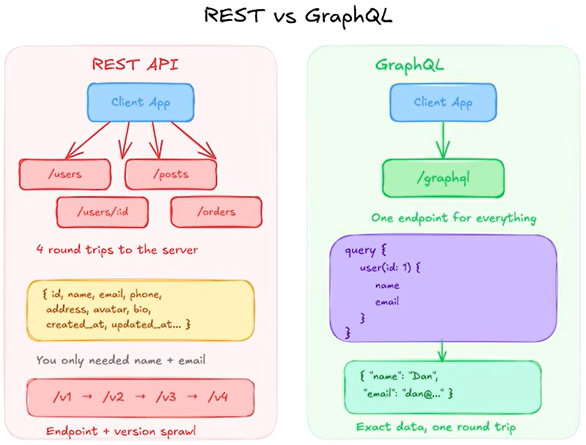 REST vs GraphQL
REST API
Client App
/users
/posts
/users/:id
/orders
4 round trips to the server
{ id, name, email, phone,
address, avatar, bio,
created_at, updated_at... }
You only needed name + email
/v1 → /v2 → /v3 → /v4
Endpoint + version sprawl
GraphQL
Client App
/graphql
One endpoint for everything
query {
user(id: 1) {
name
email
}
}
{ "name": "Dan",
"email": "dan@..." }
Exact data, one round trip